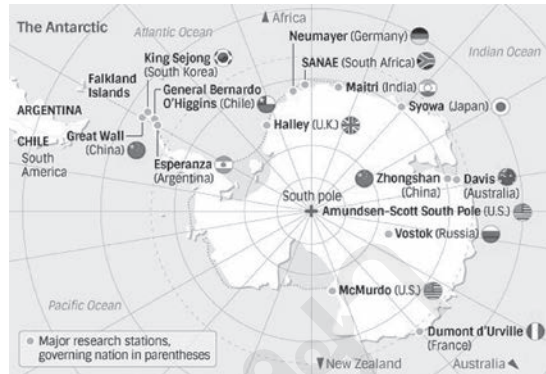 The Antarctic
Atlantic Ocean
Africa
Neumayer (Germany)
Indian Ocean
King Sejong
(South Korea)
SANAE (South Africa)
Falkland
Islands
General Bernardo
O'Higgins (Chile)
Maitri (India)
Syowa (Japan)
ARGENTINA
Great Wall
(China)
Halley (U.K.)
CHILE
South
America
Esperanza
(Argentina)
Zhongshan
(China)
Davis
(Australia)
South pole
Amundsen-Scott South Pole (U.S.)
Vostok (Russia)
McMurdo (U.S.)
Pacific Ocean
Dumont d'Urville
(France)
Major research stations,
governing nation in parentheses
New Zealand
Australia